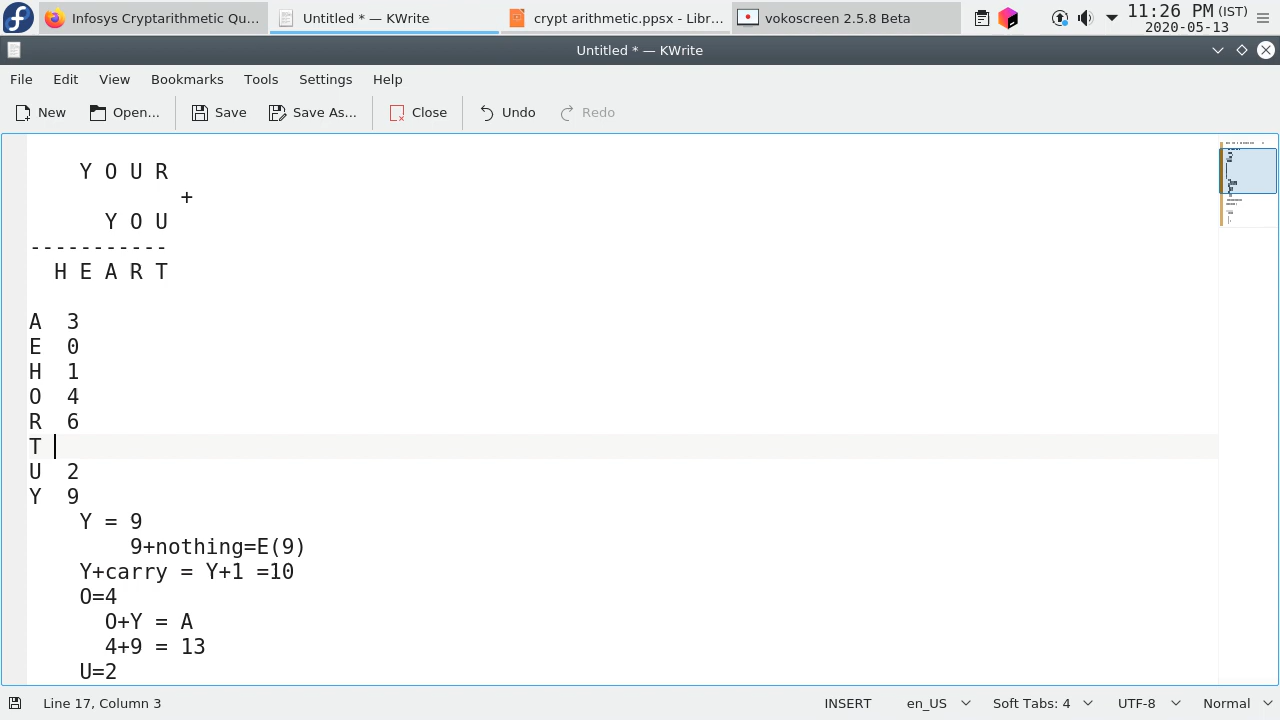 Infosys Cryptarithmetic Qu...
Untitled * — KWrite
crypt arithmetic.ppsx - Libr...
vokoscreen 2.5.8 Beta
11:26 PM (IST)
2020-05-13
Untitled * — KWrite
File Edit View Bookmarks Tools Settings Help
New Open... Save Save As... Close Undo Redo
Y O U R
+
Y O U
-----------
H E A R T
A 3
E 0
H 1
O 4
R 6
T
U 2
Y 9
Y = 9
9+nothing=E(9)
Y+carry = Y+1 =10
O=4
O+Y = A
4+9 = 13
U=2
Line 17, Column 3 INSERT en_US Soft Tabs: 4 UTF-8 Normal